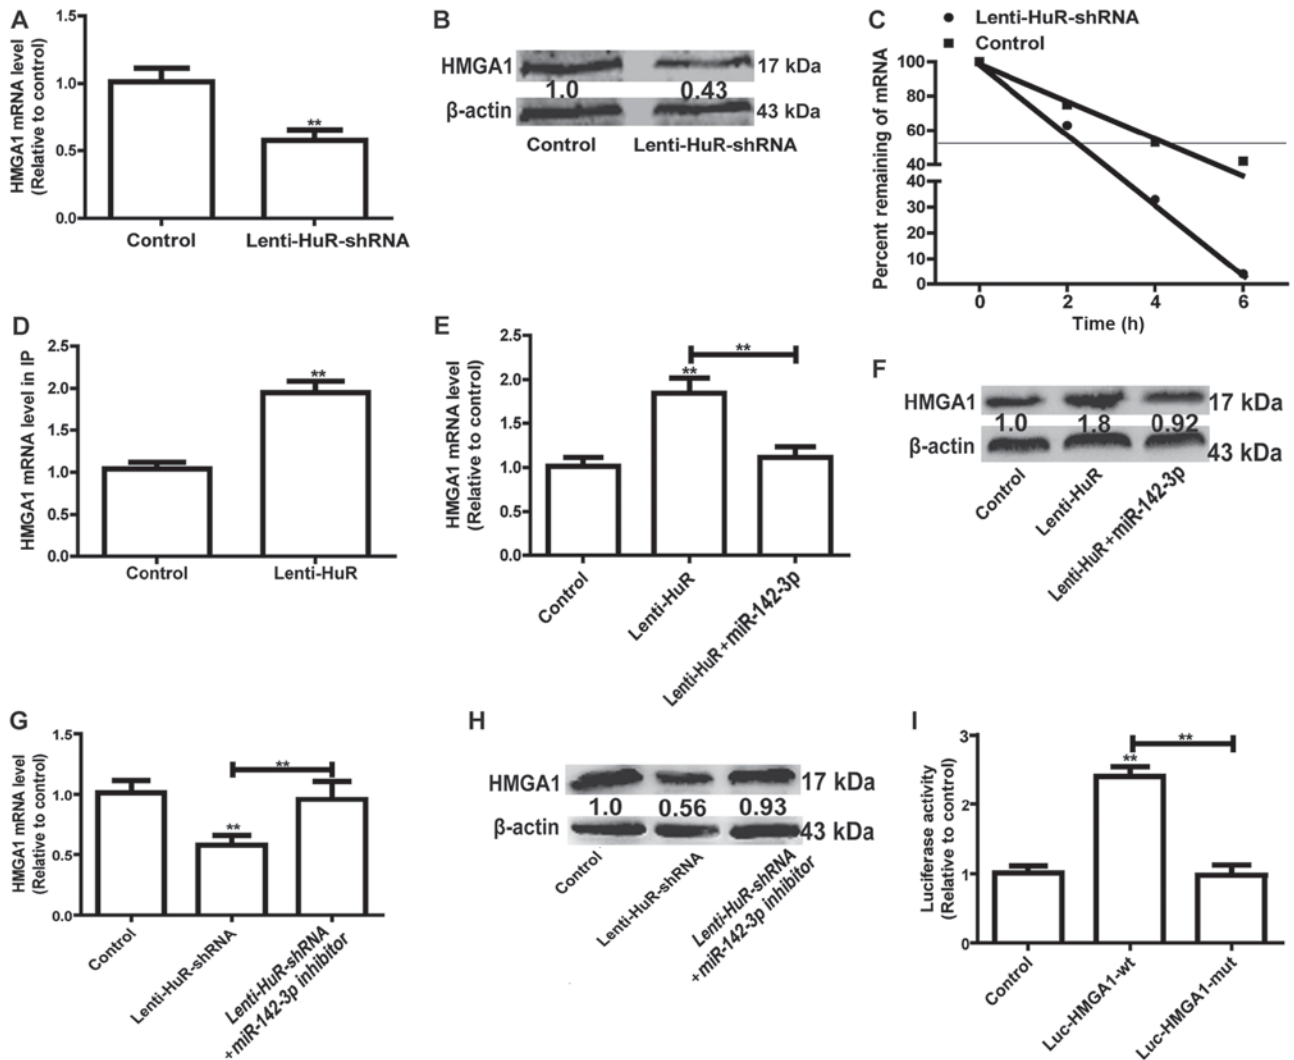 A
HMGA1 mRNA level
(Relative to control)
1.5
1.0
0.5
0.0
**
Control
Lenti-HuR-shRNA
B
HMGA1
17 kDa
1.0
0.43
β-actin
43 kDa
Control
Lenti-HuR-shRNA
C
Lenti-HuR-shRNA
Control
Percent remaining of mRNA
100
80
60
40
40
30
20
10
0
0
2
4
6
Time (h)
D
HMGA1 mRNA level in IP
2.5
2.0
1.5
1.0
0.5
0.0
**
Control
Lenti-HuR
E
HMGA1 mRNA level
(Relative to control)
2.5
2.0
1.5
1.0
0.5
0.0
**
**
Control
Lenti-HuR
Lenti-HuR+miR-142-3p
F
HMGA1
17 kDa
1.0
1.8
0.92
β-actin
43 kDa
Control
Lenti-HuR
Lenti-HuR+miR-142-3p
G
HMGA1 mRNA level
(Relative to control)
1.5
1.0
0.5
0.0
**
**
Control
Lenti-HuR-shRNA
Lenti-HuR-shRNA
+miR-142-3p inhibitor
H
HMGA1
17 kDa
1.0
0.56
0.93
β-actin
43 kDa
Control
Lenti-HuR-shRNA
Lenti-HuR-shRNA
+miR-142-3p inhibitor
I
Luciferase activity
(Relative to control)
3
2
1
0
**
**
Control
Luc-HMGA1-wt
Luc-HMGA1-mut